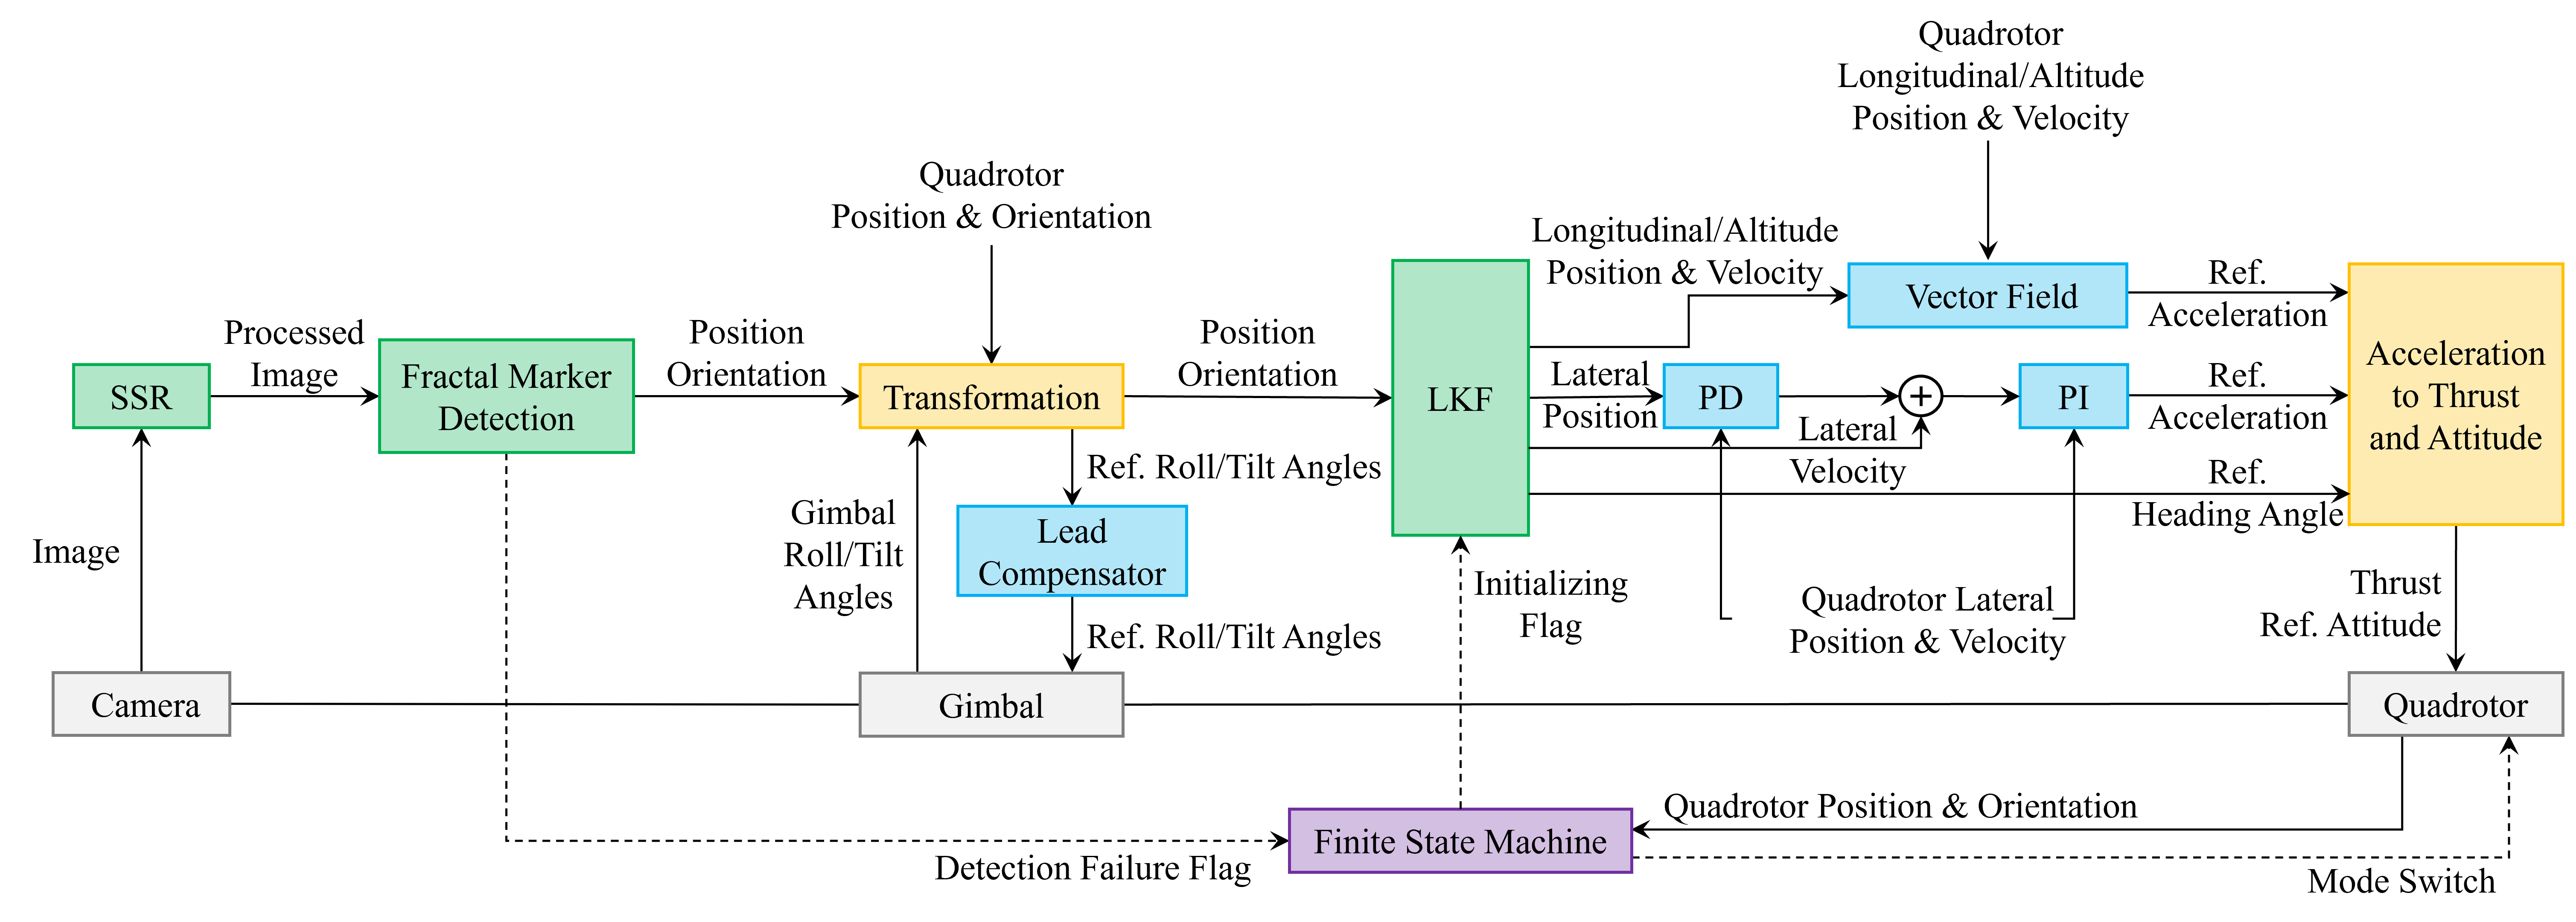 Quadrotor
Longitudinal/Altitude
Position & Velocity
Quadrotor
Position & Orientation
Longitudinal/Altitude
Position & Velocity
Vector Field
Ref.
Acceleration
Processed
Image
Position
Orientation
Position
Orientation
SSR
Fractal Marker
Detection
Transformation
LKF
Lateral
Position
PD
+
PI
Ref.
Acceleration
Acceleration
to Thrust
and Attitude
Lateral
Velocity
Ref.
Heading Angle
Ref. Roll/Tilt Angles
Image
Gimbal
Roll/Tilt
Angles
Lead
Compensator
Ref. Roll/Tilt Angles
Initializing
Flag
Quadrotor Lateral
Position & Velocity
Thrust
Ref. Attitude
Camera
Gimbal
Quadrotor
Quadrotor Position & Orientation
Finite State Machine
Detection Failure Flag
Mode Switch